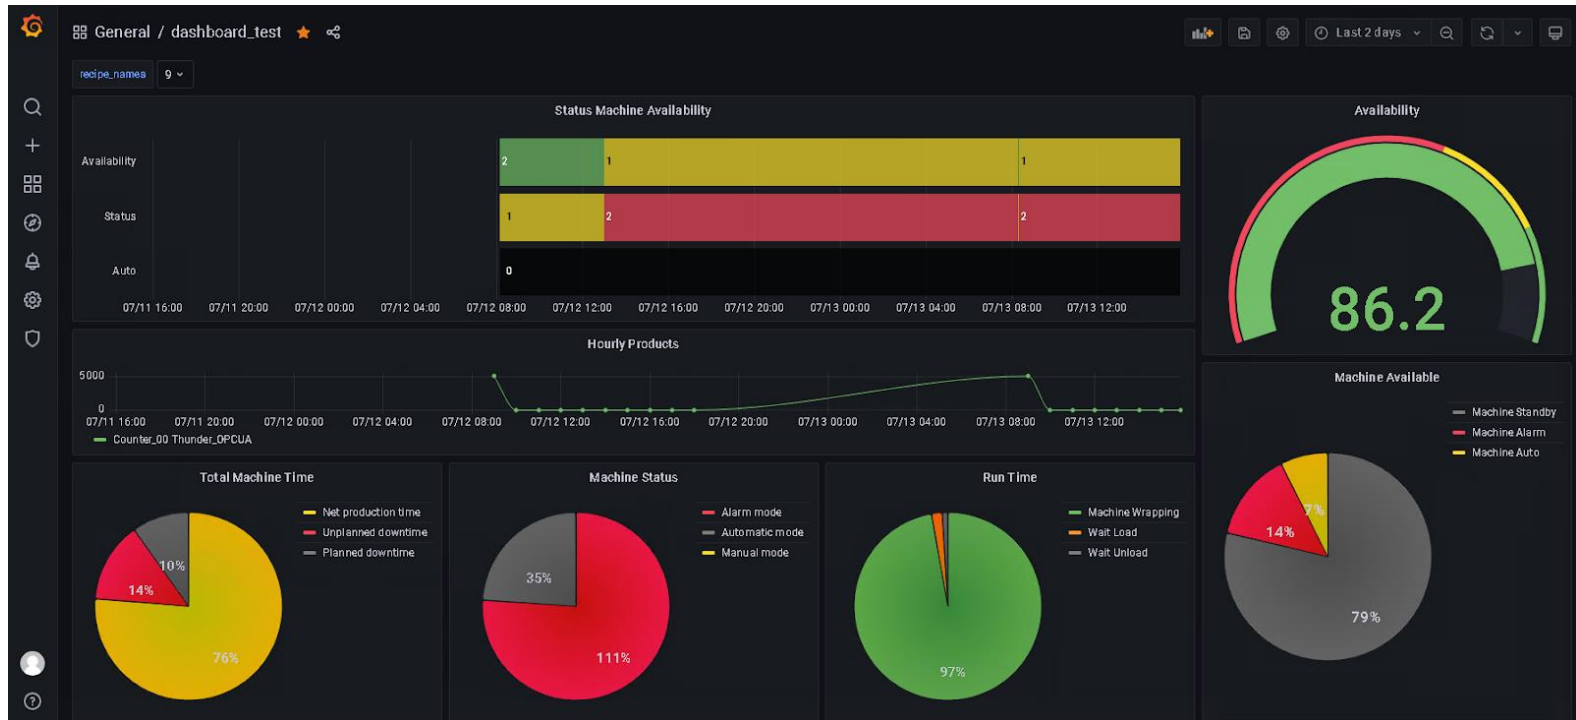 General / dashboard_test
Last 2 days
recipe_names 9
Status Machine Availability
Availability 2 1 1
Status 1 2 2
Auto 0
07/11 16:00 07/11 20:00 07/12 00:00 07/12 04:00 07/12 08:00 07/12 12:00 07/12 16:00 07/12 20:00 07/13 00:00 07/13 04:00 07/13 08:00 07/13 12:00
Availability
86.2
Hourly Products
5000
0
07/11 16:00 07/11 20:00 07/12 00:00 07/12 04:00 07/12 08:00 07/12 12:00 07/12 16:00 07/12 20:00 07/13 00:00 07/13 04:00 07/13 08:00 07/13 12:00
Counter_00 Thunder_OPCUA
Machine Available
Machine Standby
Machine Alarm
Machine Auto
7%
14%
79%
Total Machine Time
Net production time
Unplanned downtime
Planned downtime
10%
14%
76%
Machine Status
Alarm mode
Automatic mode
Manual mode
35%
111%
Run Time
Machine Wrapping
Wait Load
Wait Unload
97%